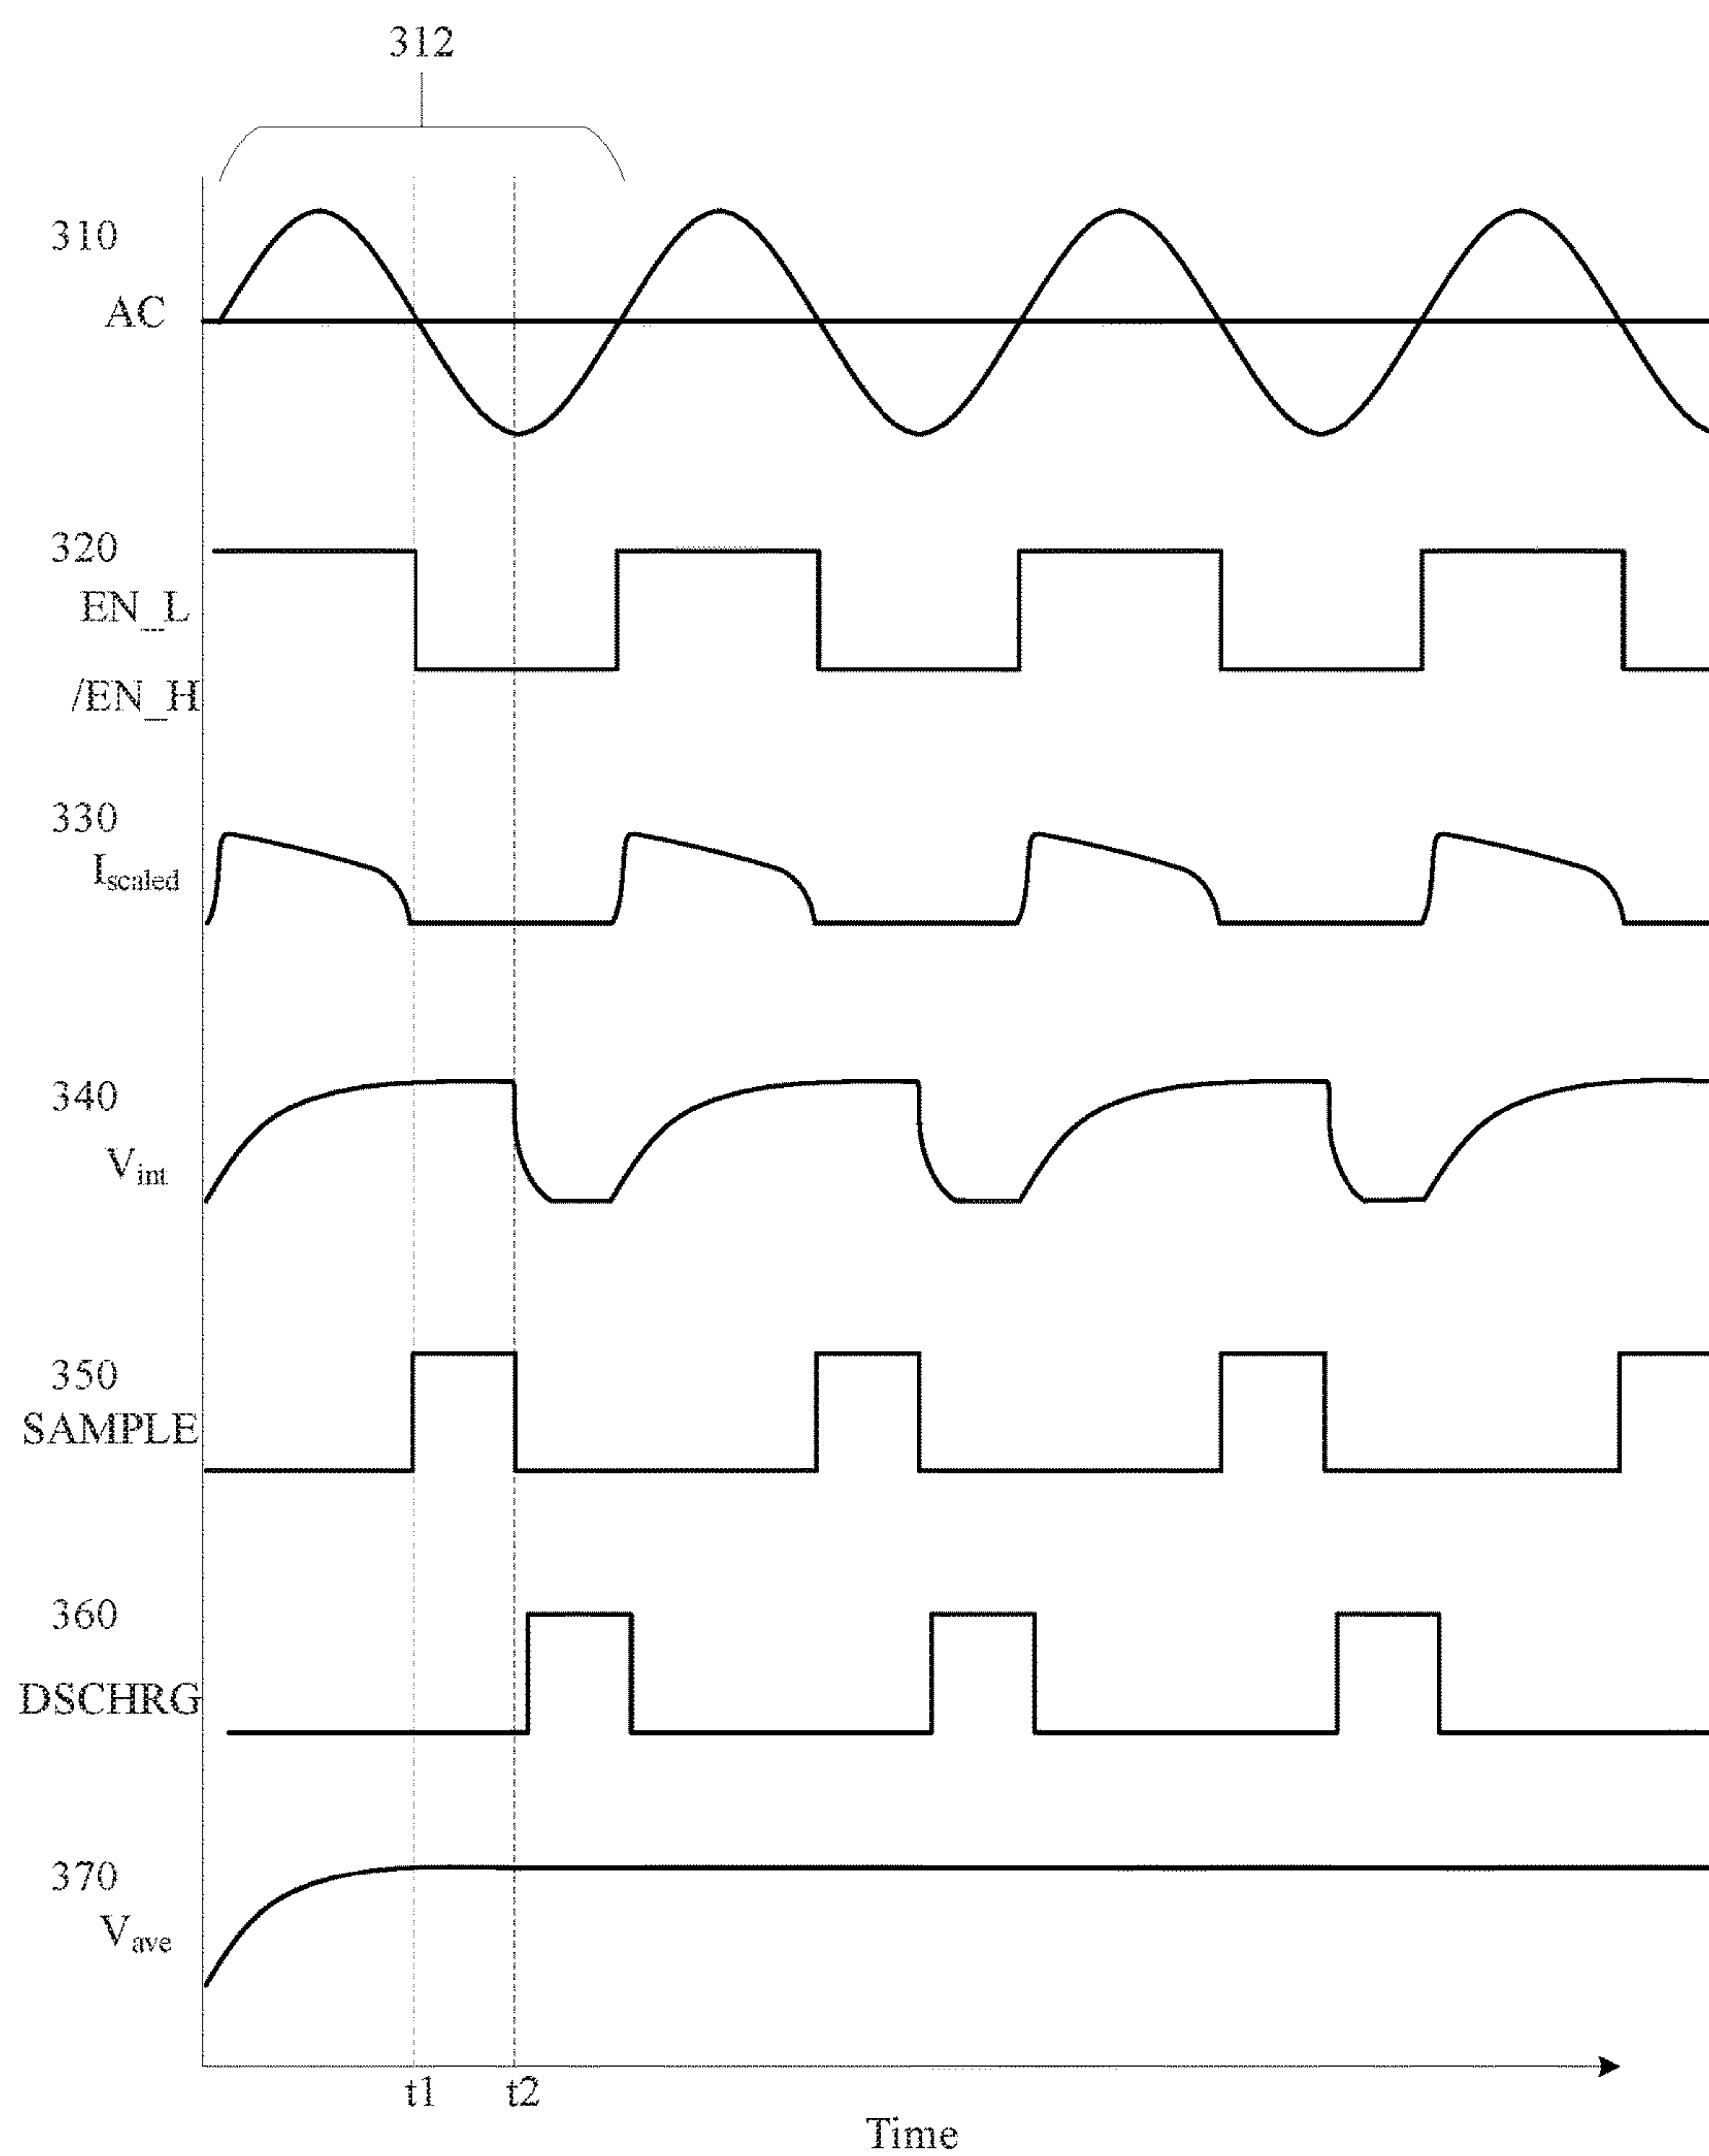 312
310
AC
320
EN_L
/EN_H
330
Iscaled
340
Vint
350
SAMPLE
360
DSCHRG
370
Vave
t1 t2
Time